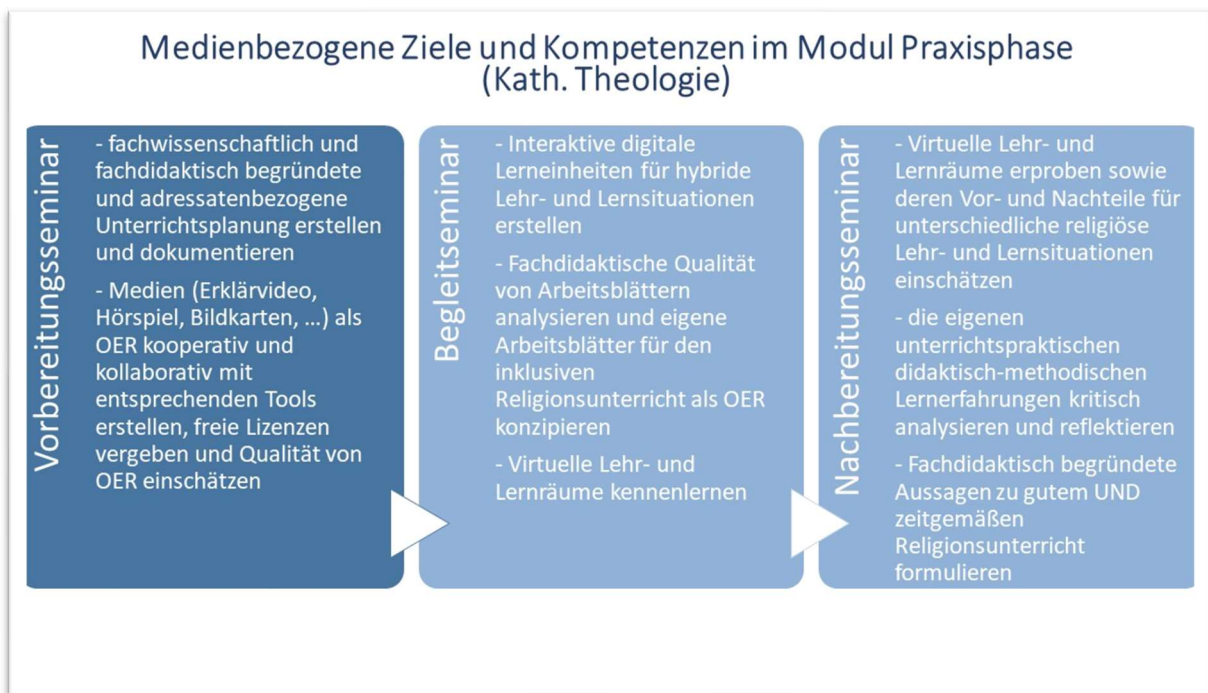 Medienbezogene Ziele und Kompetenzen im Modul Praxisphase
(Kath. Theologie)
Vorbereitungsseminar
- fachwissenschaftlich und
fachdidaktisch begründete
und adressatenbezogene
Unterrichtsplanung erstellen
und dokumentieren
- Medien (Erklärvideo,
Hörspiel, Bildkarten, ...) als
OER kooperativ und
kollaborativ mit
entsprechenden Tools
erstellen, freie Lizenzen
vergeben und Qualität von
OER einschätzen
Begleitseminar
- Interaktive digitale
Lerneinheiten für hybride
Lehr- und Lernsituationen
erstellen
- Fachdidaktische Qualität
von Arbeitsblättern
analysieren und eigene
Arbeitsblätter für den
inklusiven
Religionsunterricht als OER
konzipieren
- Virtuelle Lehr- und
Lernräume kennenlernen
Nachbereitungsseminar
- Virtuelle Lehr- und
Lernräume erproben sowie
deren Vor- und Nachteile für
unterschiedliche religiöse
Lehr- und Lernsituationen
einschätzen
- die eigenen
unterrichtspraktischen
didaktisch-methodischen
Lernerfahrungen kritisch
analysieren und reflektieren
- Fachdidaktisch begründete
Aussagen zu gutem UND
zeitgemäßen
Religionsunterricht
formulieren